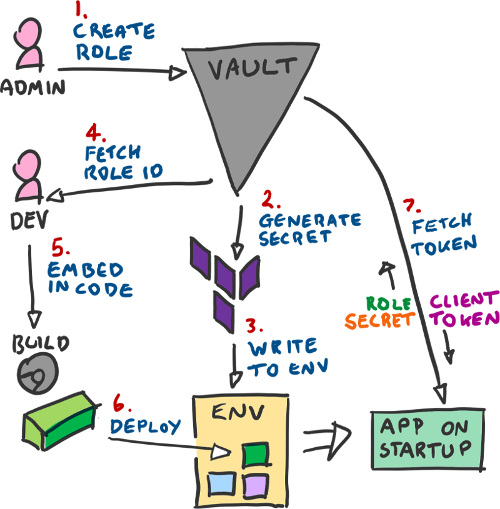 1.
CREATE
ROLE
ADMIN
VAULT
4.
FETCH
ROLE ID
DEV
2.
GENERATE
SECRET
7.
FETCH
TOKEN
5.
EMBED
IN CODE
ROLE
SECRET
CLIENT
TOKEN
BUILD
3.
WRITE
TO ENV
6.
DEPLOY
ENV
APP ON
STARTUP